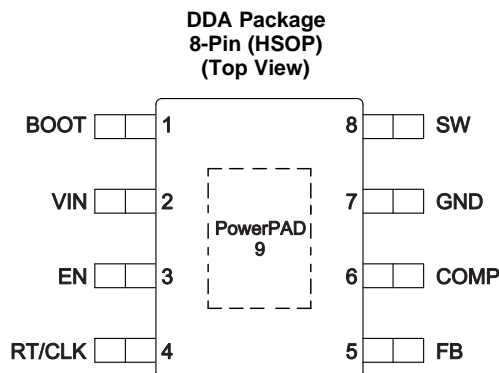 DDA Package
8-Pin (HSOP)
(Top View)
BOOT 1 8 SW
VIN 2 7 GND
PowerPAD
9
EN 3 6 COMP
RT/CLK 4 5 FB